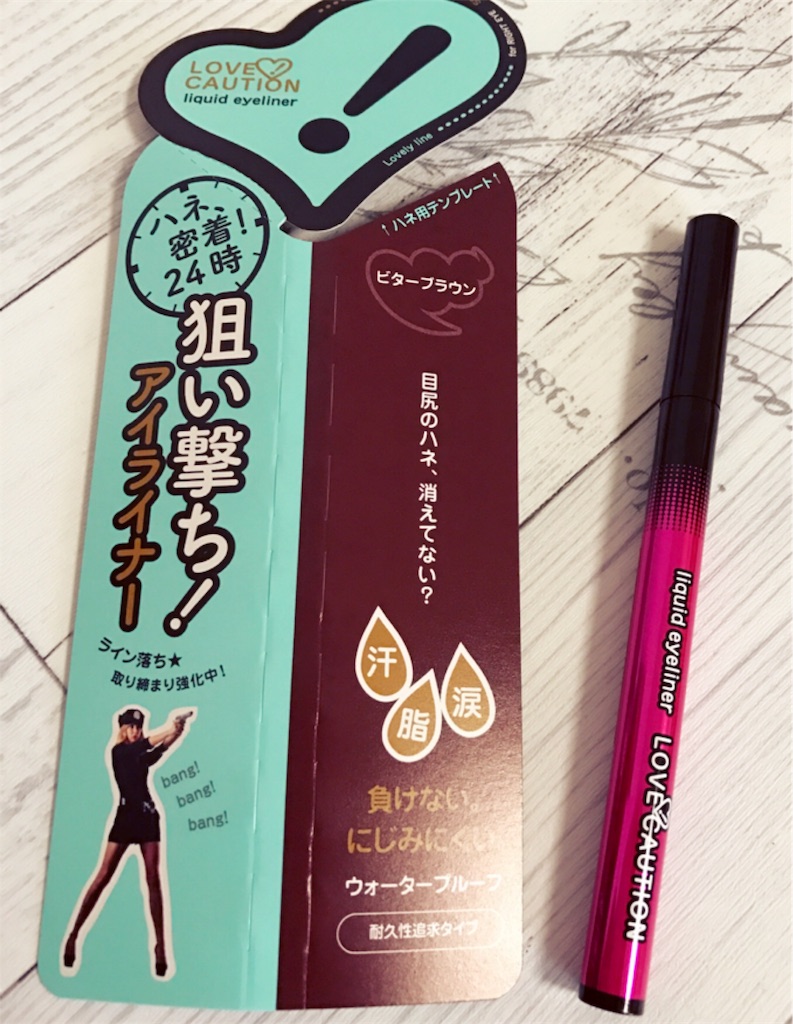 for RIGHT EYE
LOVE
CAUTION
liquid eyeliner
Lovely line
ハネ、
密着!
24時
狙い撃ち!
アイライナー
ライン落ち★
取り締まり強化中!
bang!
bang!
bang!
↑ハネ用テンプレート↑
ビターブラウン
目尻のハネ、消えてない?
汗
脂
涙
負けない。
にじみにくい
ウォータープルーフ
耐久性追求タイプ
liquid eyeliner LOVE CAUTION